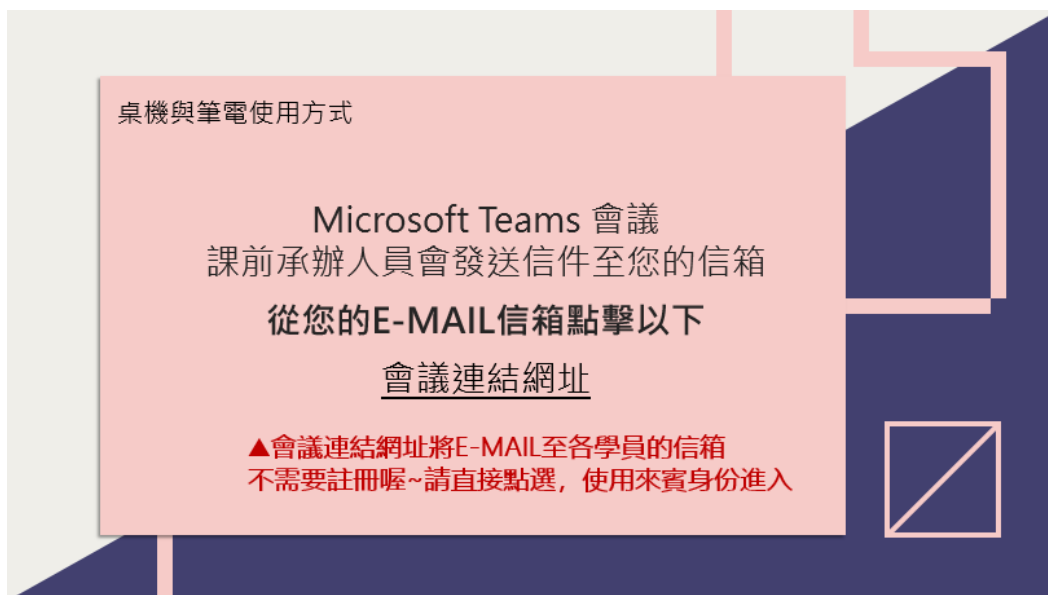 桌機與筆電使用方式
Microsoft Teams 會議
課前承辦人員會發送信件至您的信箱
從您的E-MAIL信箱點擊以下
會議連結網址
▲會議連結網址將E-MAIL至各學員的信箱
不需要註冊喔~請直接點選，使用來賓身份進入